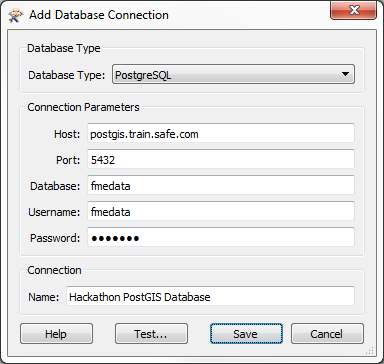 Add Database Connection
Database Type
Database Type: PostgreSQL
Connection Parameters
Host: postgis.train.safe.com
Port: 5432
Database: fmedata
Username: fmedata
Password: ●●●●●●●
Connection
Name: Hackathon PostGIS Database
Help Test... Save Cancel